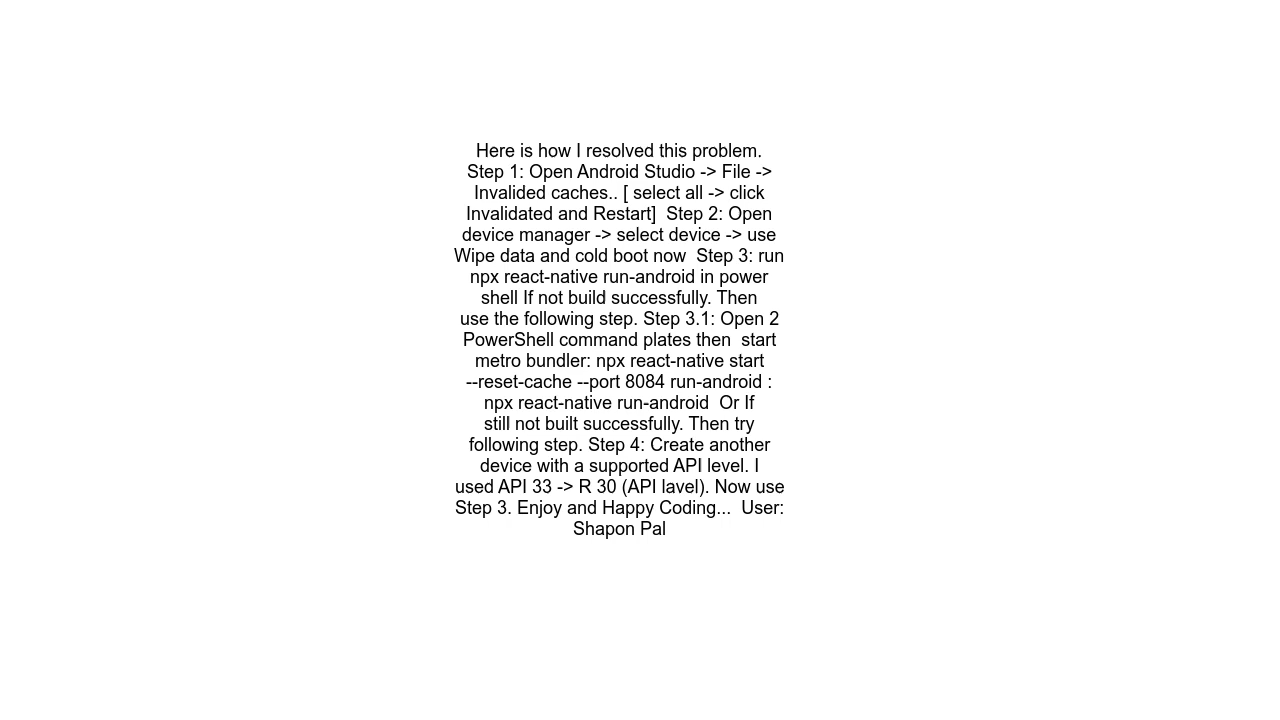 Here is how I resolved this problem.
Step 1: Open Android Studio -> File ->
Invalided caches.. [ select all -> click
Invalidated and Restart]  Step 2: Open
device manager -> select device -> use
Wipe data and cold boot now  Step 3: run
npx react-native run-android in power
shell If not build successfully. Then
use the following step. Step 3.1: Open 2
PowerShell command plates then  start
metro bundler: npx react-native start
--reset-cache --port 8084 run-android :
npx react-native run-android  Or If
still not built successfully. Then try
following step. Step 4: Create another
device with a supported API level. I
used API 33 -> R 30 (API lavel). Now use
Step 3. Enjoy and Happy Coding...  User:
Shapon Pal